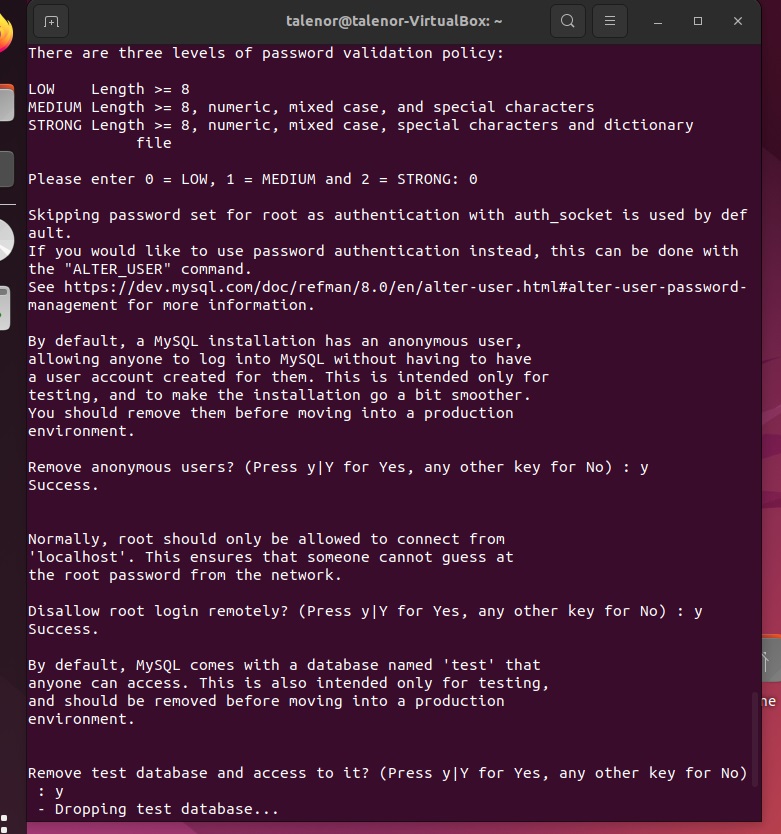 talenor@talenor-VirtualBox: ~
There are three levels of password validation policy:
LOW    Length >= 8
MEDIUM Length >= 8, numeric, mixed case, and special characters
STRONG Length >= 8, numeric, mixed case, special characters and dictionary
            file
Please enter 0 = LOW, 1 = MEDIUM and 2 = STRONG: 0
Skipping password set for root as authentication with auth_socket is used by def
ault.
If you would like to use password authentication instead, this can be done with
the "ALTER_USER" command.
See https://dev.mysql.com/doc/refman/8.0/en/alter-user.html#alter-user-password-
management for more information.
By default, a MySQL installation has an anonymous user,
allowing anyone to log into MySQL without having to have
a user account created for them. This is intended only for
testing, and to make the installation go a bit smoother.
You should remove them before moving into a production
environment.
Remove anonymous users? (Press y|Y for Yes, any other key for No) : y
Success.
Normally, root should only be allowed to connect from
'localhost'. This ensures that someone cannot guess at
the root password from the network.
Disallow root login remotely? (Press y|Y for Yes, any other key for No) : y
Success.
By default, MySQL comes with a database named 'test' that
anyone can access. This is also intended only for testing,
and should be removed before moving into a production
environment.
Remove test database and access to it? (Press y|Y for Yes, any other key for No)
 : y
 - Dropping test database...